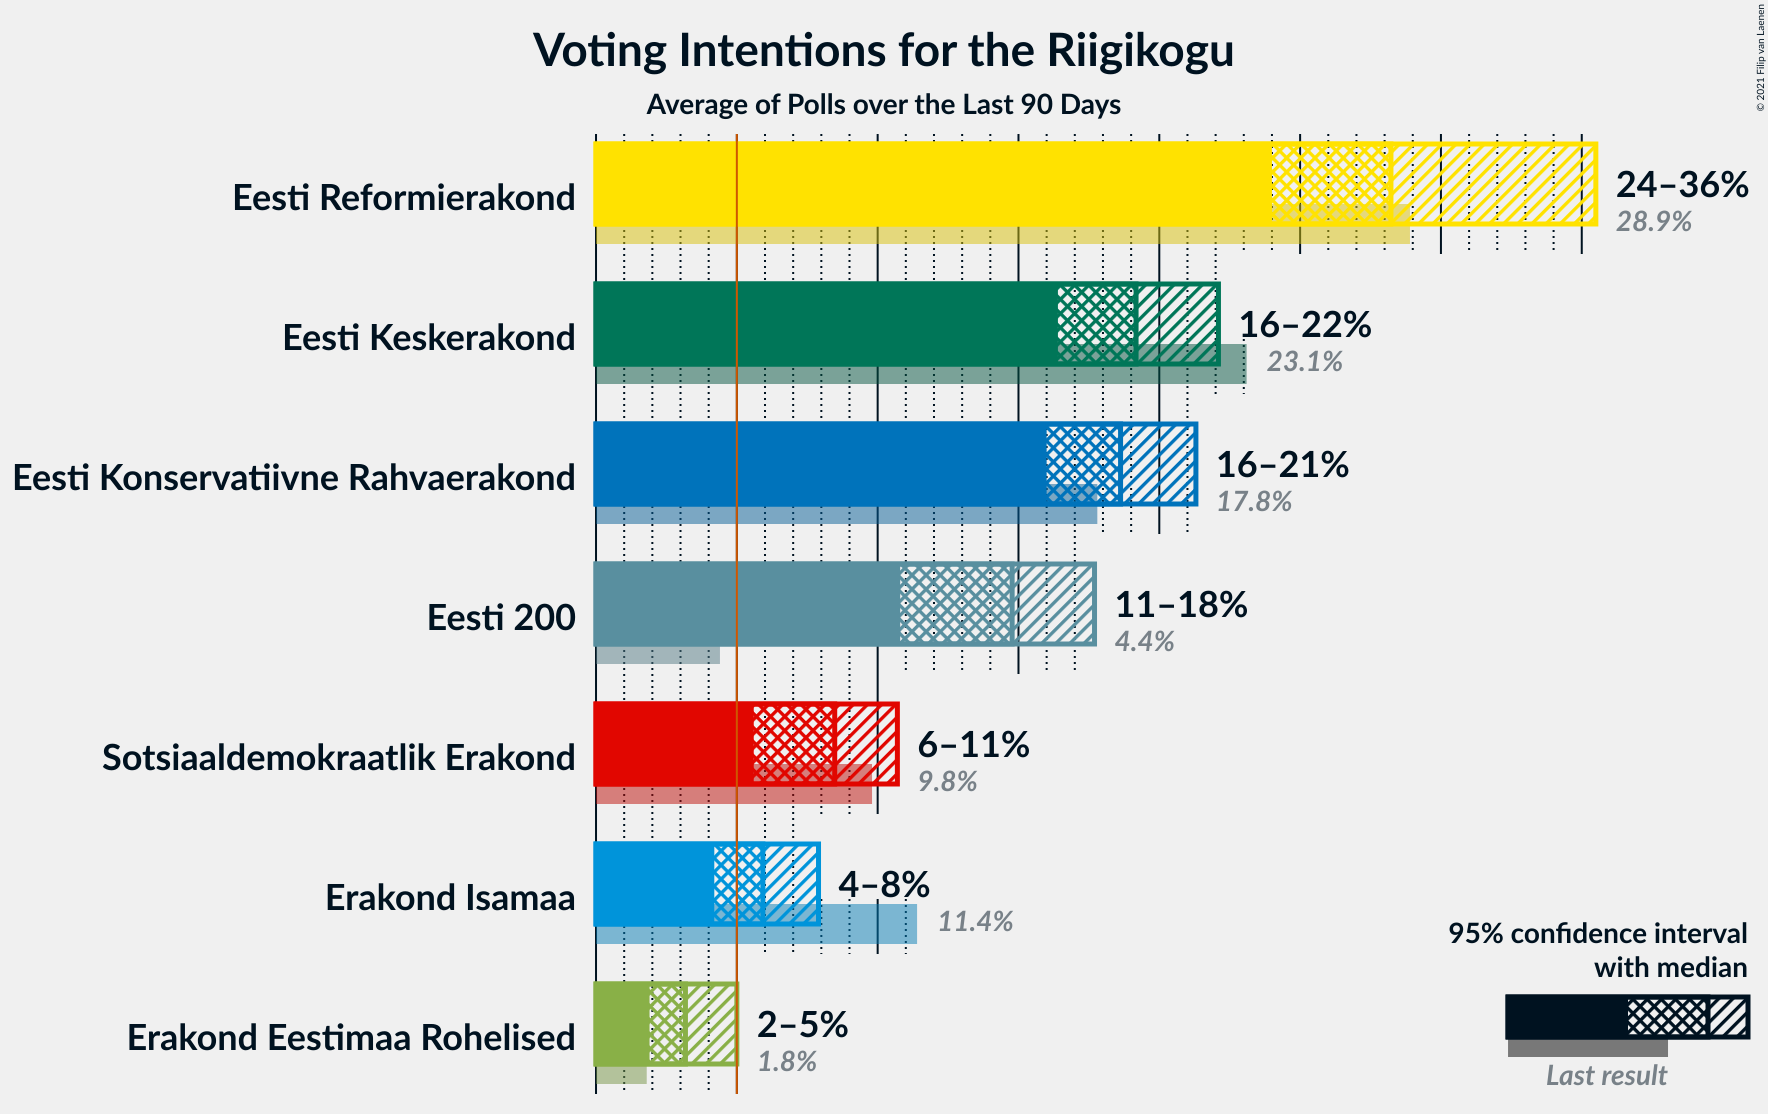 Voting Intentions for the Riigikogu
Average of Polls over the Last 90 Days
© 2021 Filip van Laenen
Eesti Reformierakond
24–36%
28.9%
Eesti Keskerakond
16–22%
23.1%
Eesti Konservatiivne Rahvaerakond
16–21%
17.8%
Eesti 200
11–18%
4.4%
Sotsiaaldemokraatlik Erakond
6–11%
9.8%
Erakond Isamaa
4–8%
11.4%
Erakond Eestimaa Rohelised
2–5%
1.8%
95% confidence interval
with median
Last result